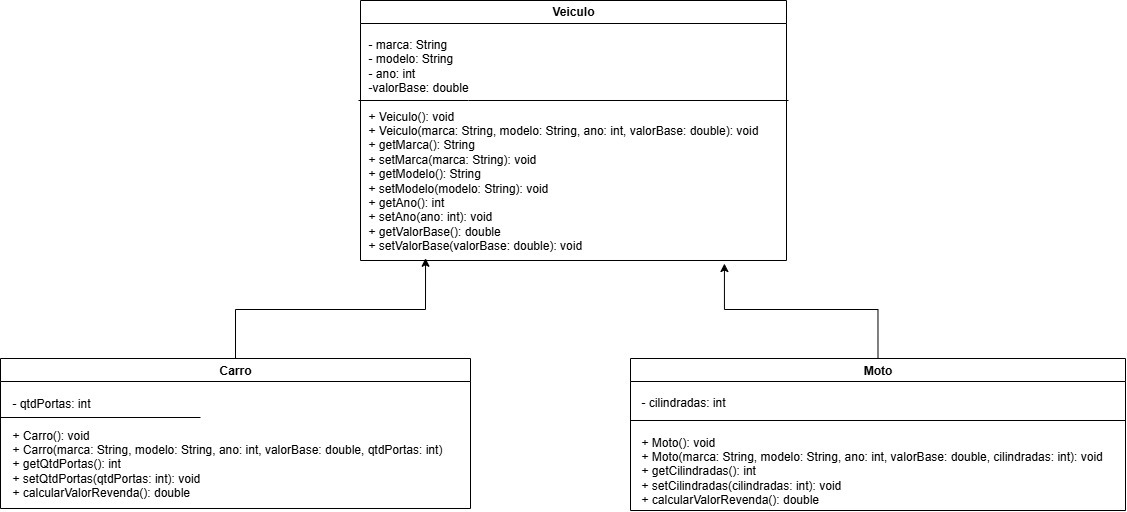 Veiculo
- marca: String
- modelo: String
- ano: int
-valorBase: double
+ Veiculo(): void
+ Veiculo(marca: String, modelo: String, ano: int, valorBase: double): void
+ getMarca(): String
+ setMarca(marca: String): void
+ getModelo(): String
+ setModelo(modelo: String): void
+ getAno(): int
+ setAno(ano: int): void
+ getValorBase(): double
+ setValorBase(valorBase: double): void
Carro
- qtdPortas: int
+ Carro(): void
+ Carro(marca: String, modelo: String, ano: int, valorBase: double, qtdPortas: int)
+ getQtdPortas(): int
+ setQtdPortas(qtdPortas: int): void
+ calcularValorRevenda(): double
Moto
- cilindradas: int
+ Moto(): void
+ Moto(marca: String, modelo: String, ano: int, valorBase: double, cilindradas: int): void
+ getCilindradas(): int
+ setCilindradas(cilindradas: int): void
+ calcularValorRevenda(): double